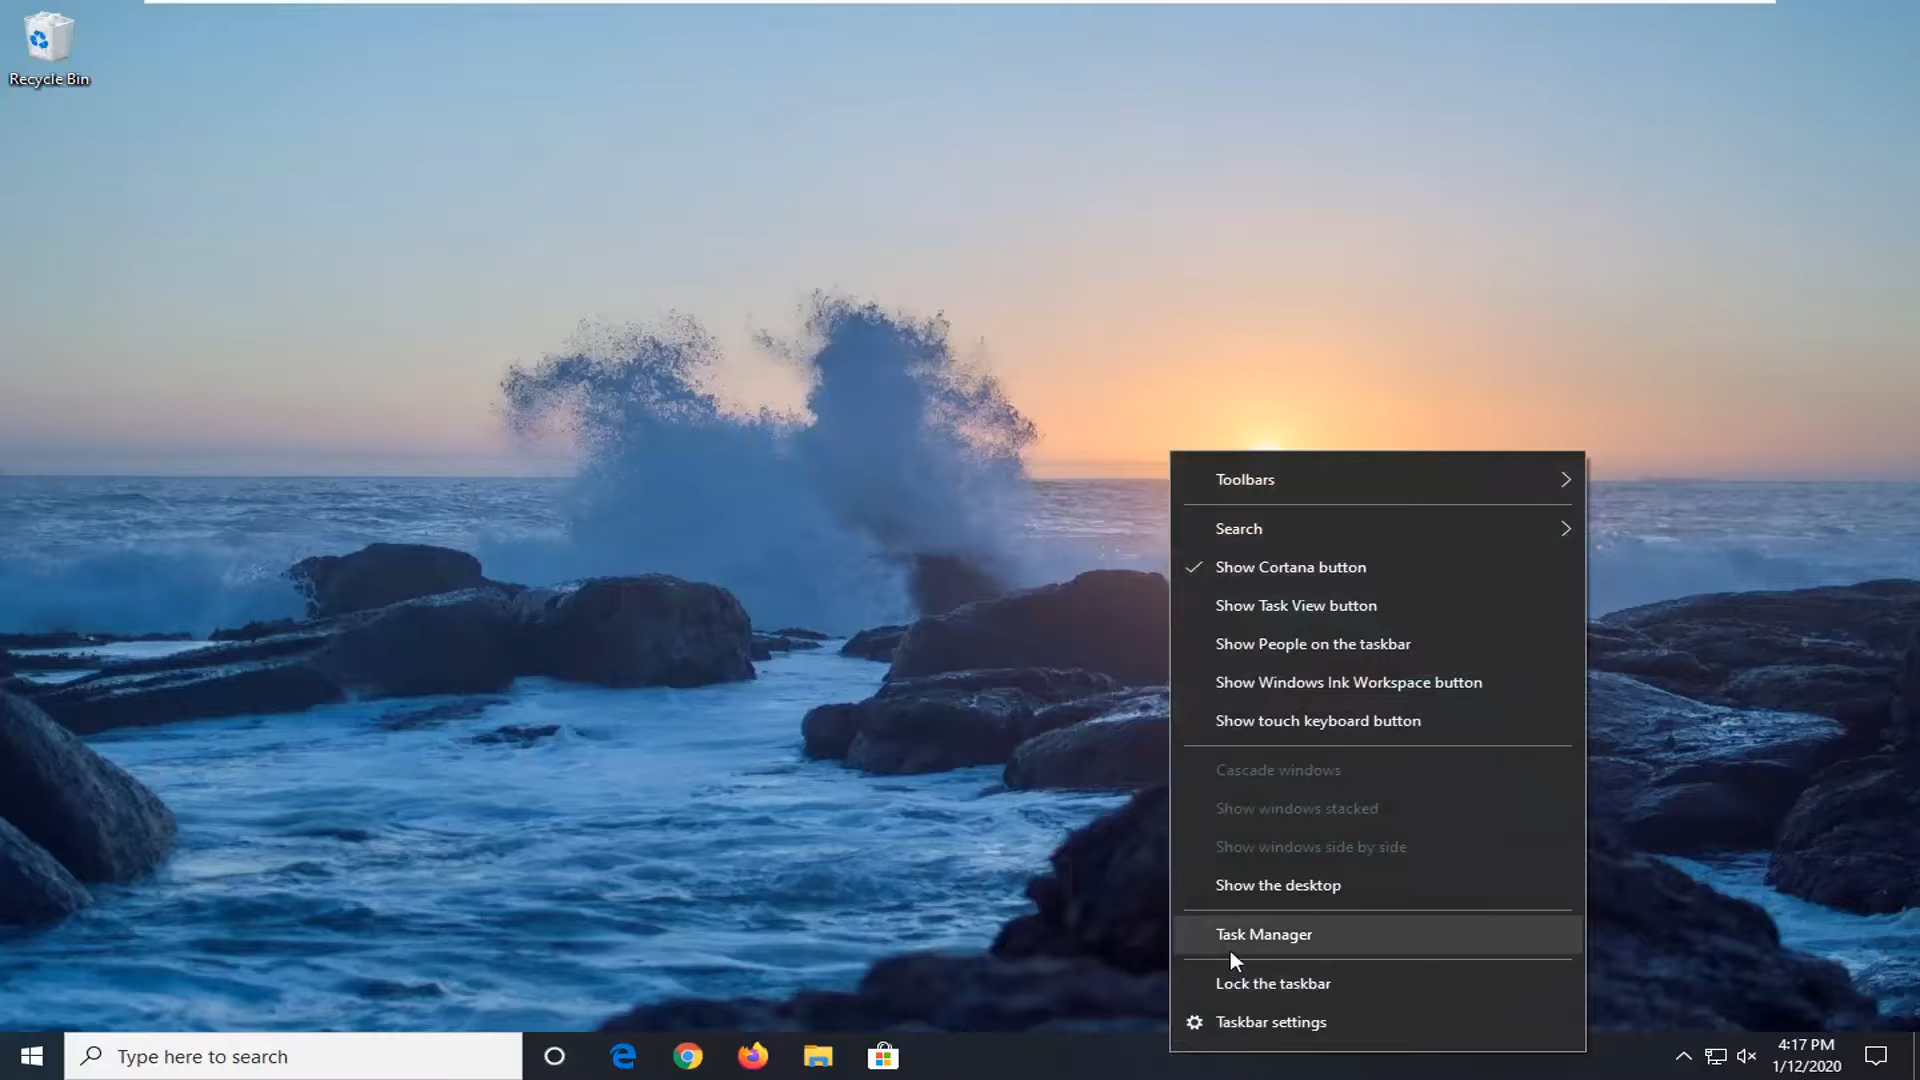 Recycle Bin
Toolbars
Search
Show Cortana button
Show Task View button
Show People on the taskbar
Show Windows Ink Workspace button
Show touch keyboard button
Cascade windows
Show windows stacked
Show windows side by side
Show the desktop
Task Manager
Lock the taskbar
Taskbar settings
Type here to search
4:17 PM
1/12/2020